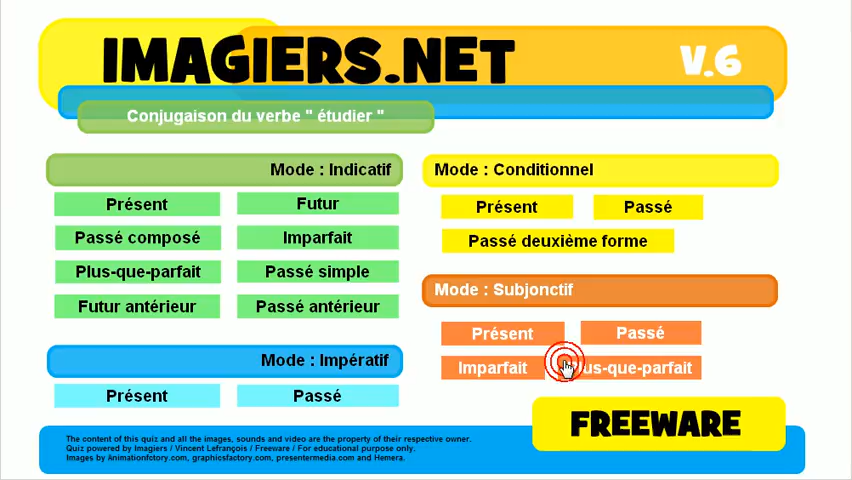 IMAGIERS.NET
V.6
Conjugaison du verbe " étudier "
Mode : Indicatif
Présent
Futur
Passé composé
Imparfait
Plus-que-parfait
Passé simple
Futur antérieur
Passé antérieur
Mode : Impératif
Présent
Passé
Mode : Conditionnel
Présent
Passé
Passé deuxième forme
Mode : Subjonctif
Présent
Passé
Imparfait
Plus-que-parfait
FREEWARE
The content of this quiz and all the images, sounds and video are the property of their respective owner.
Quiz powered by Imagiers / Vincent Lefrançois / Freeware / For educational purpose only.
Images by Animationfctory.com, graphicsfactory.com, presentermedia.com and Hemera.